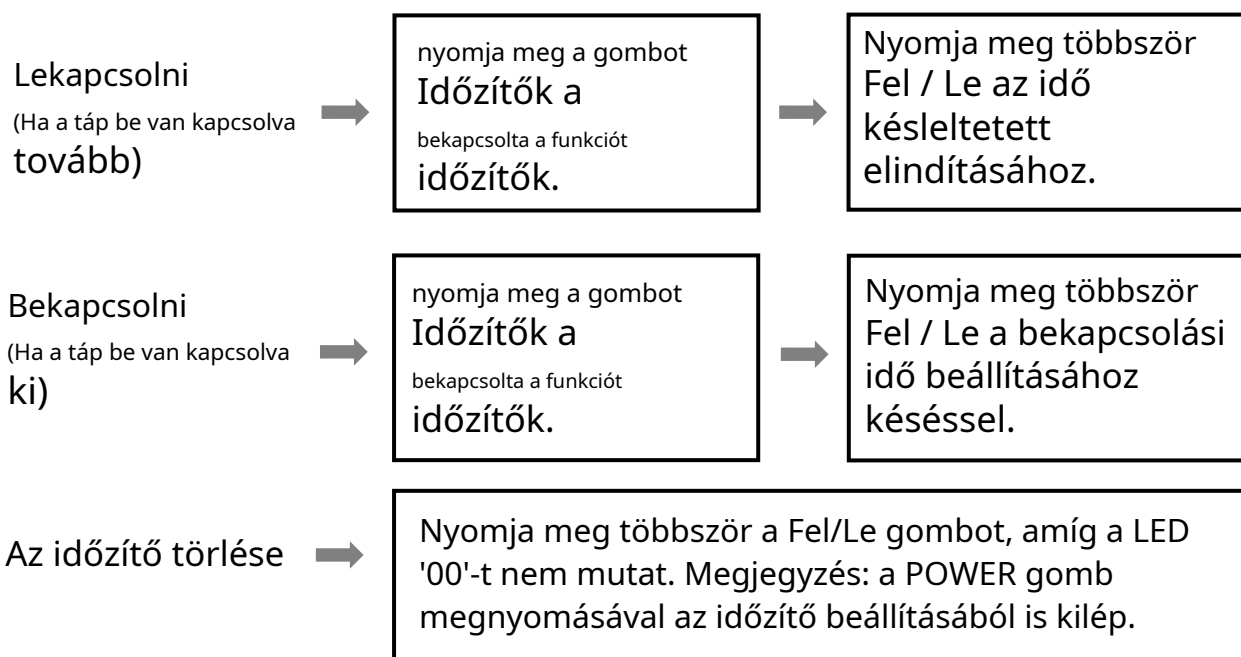 Lekapcsolni
(Ha a táp be van kapcsolva
tovább)
nyomja meg a gombot
Időzítők a
bekapcsolta a funkciót
időzítők.
Nyomja meg többször
Fel / Le az idő
késleltetett
elindításához.
Bekapcsolni
(Ha a táp be van kapcsolva
ki)
nyomja meg a gombot
Időzítők a
bekapcsolta a funkciót
időzítők.
Nyomja meg többször
Fel / Le a bekapcsolási
idő beállításához
késéssel.
Az időzítő törlése
Nyomja meg többször a Fel/Le gombot, amíg a LED
'00'-t nem mutat. Megjegyzés: a POWER gomb
megnyomásával az időzítő beállításából is kilép.